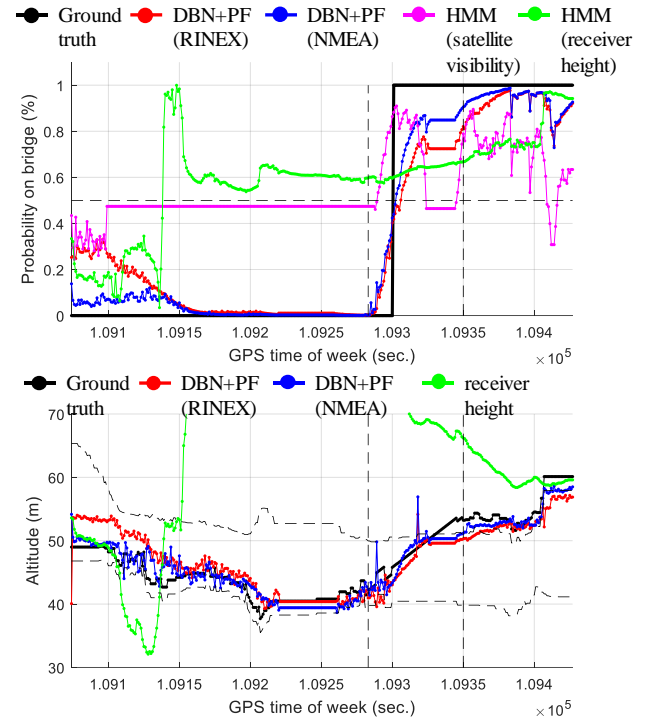 Ground truth
DBN+PF (RINEX)
DBN+PF (NMEA)
HMM (satellite visibility)
HMM (receiver height)
1
0.8
0.6
0.4
0.2
0
Probability on bridge (%)
1.091 1.0915 1.092 1.0925 1.093 1.0935 1.094
GPS time of week (sec.)
× 10^5
Ground truth
DBN+PF (RINEX)
DBN+PF (NMEA)
receiver height
70
60
50
40
30
Altitude (m)
1.091 1.0915 1.092 1.0925 1.093 1.0935 1.094
GPS time of week (sec.)
× 10^5